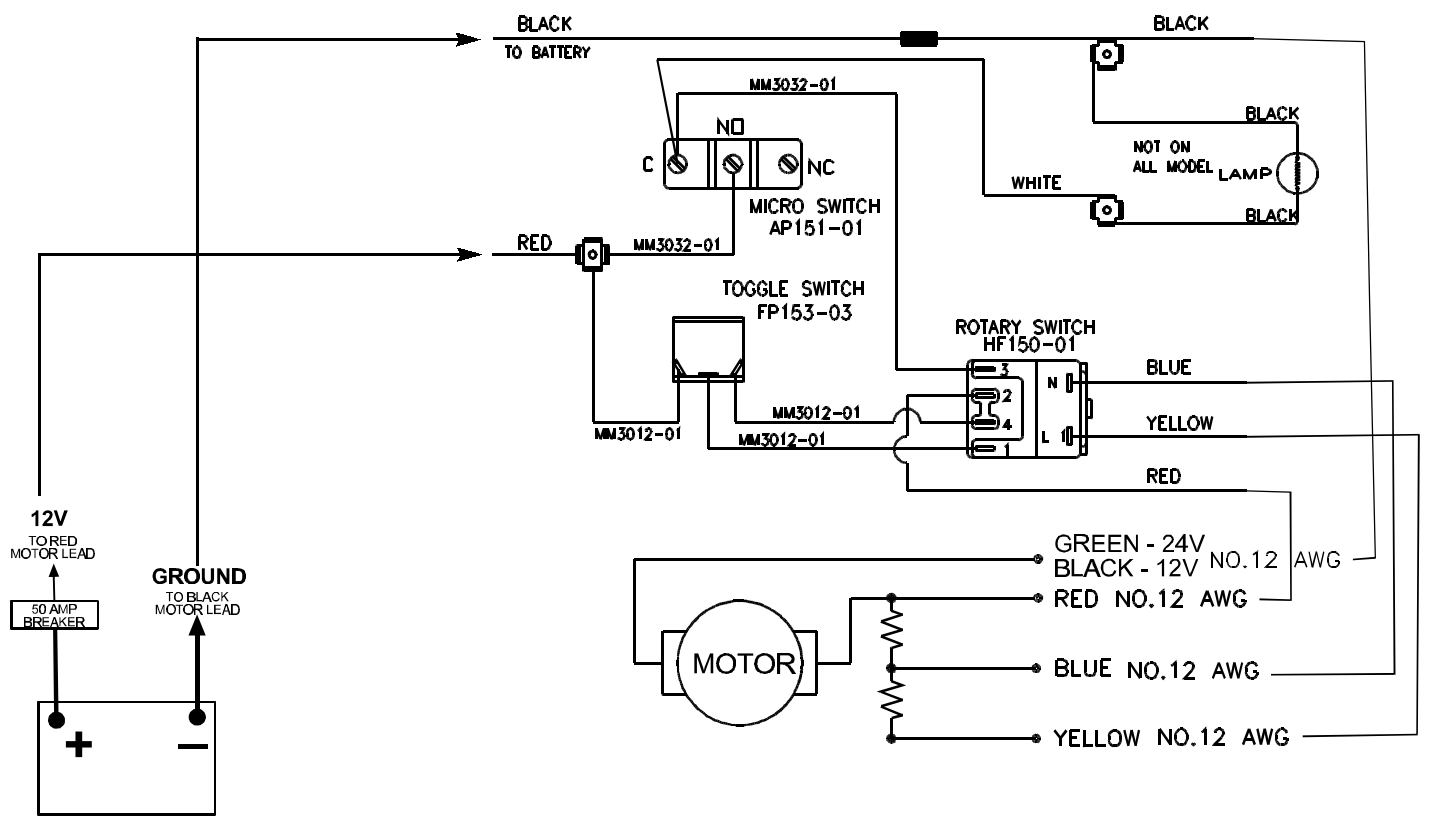 BLACK
TO BATTERY
BLACK
MM3032-01
NO
C
NC
MICRO SWITCH
AP151-01
BLACK
NOT ON
ALL MODEL
LAMP
WHITE
BLACK
RED
MM3032-01
TOGGLE SWITCH
FP153-03
ROTARY SWITCH
HF150-01
3
2
4
1
N
L 1
BLUE
YELLOW
RED
MM3012-01
MM3012-01
MM3012-01
12V
TO RED
MOTOR LEAD
50 AMP
BREAKER
GROUND
TO BLACK
MOTOR LEAD
+
−
MOTOR
GREEN - 24V
BLACK - 12V
NO.12 AWG
RED NO.12 AWG
BLUE NO.12 AWG
YELLOW NO.12 AWG